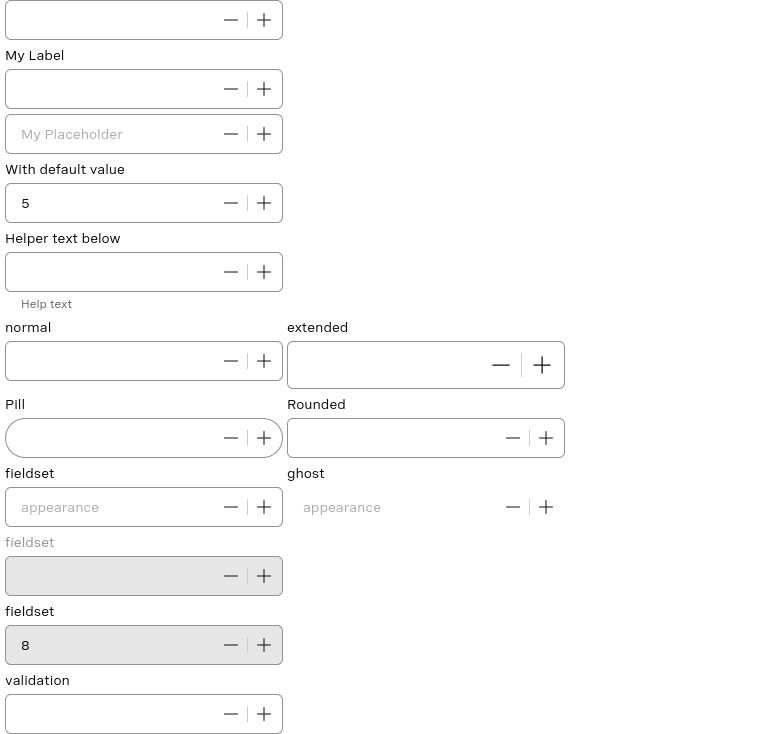 My Label
My Placeholder
With default value
5
Helper text below
Help text
normal extended
Pill Rounded
fieldset ghost
appearance appearance
fieldset
fieldset
8
validation